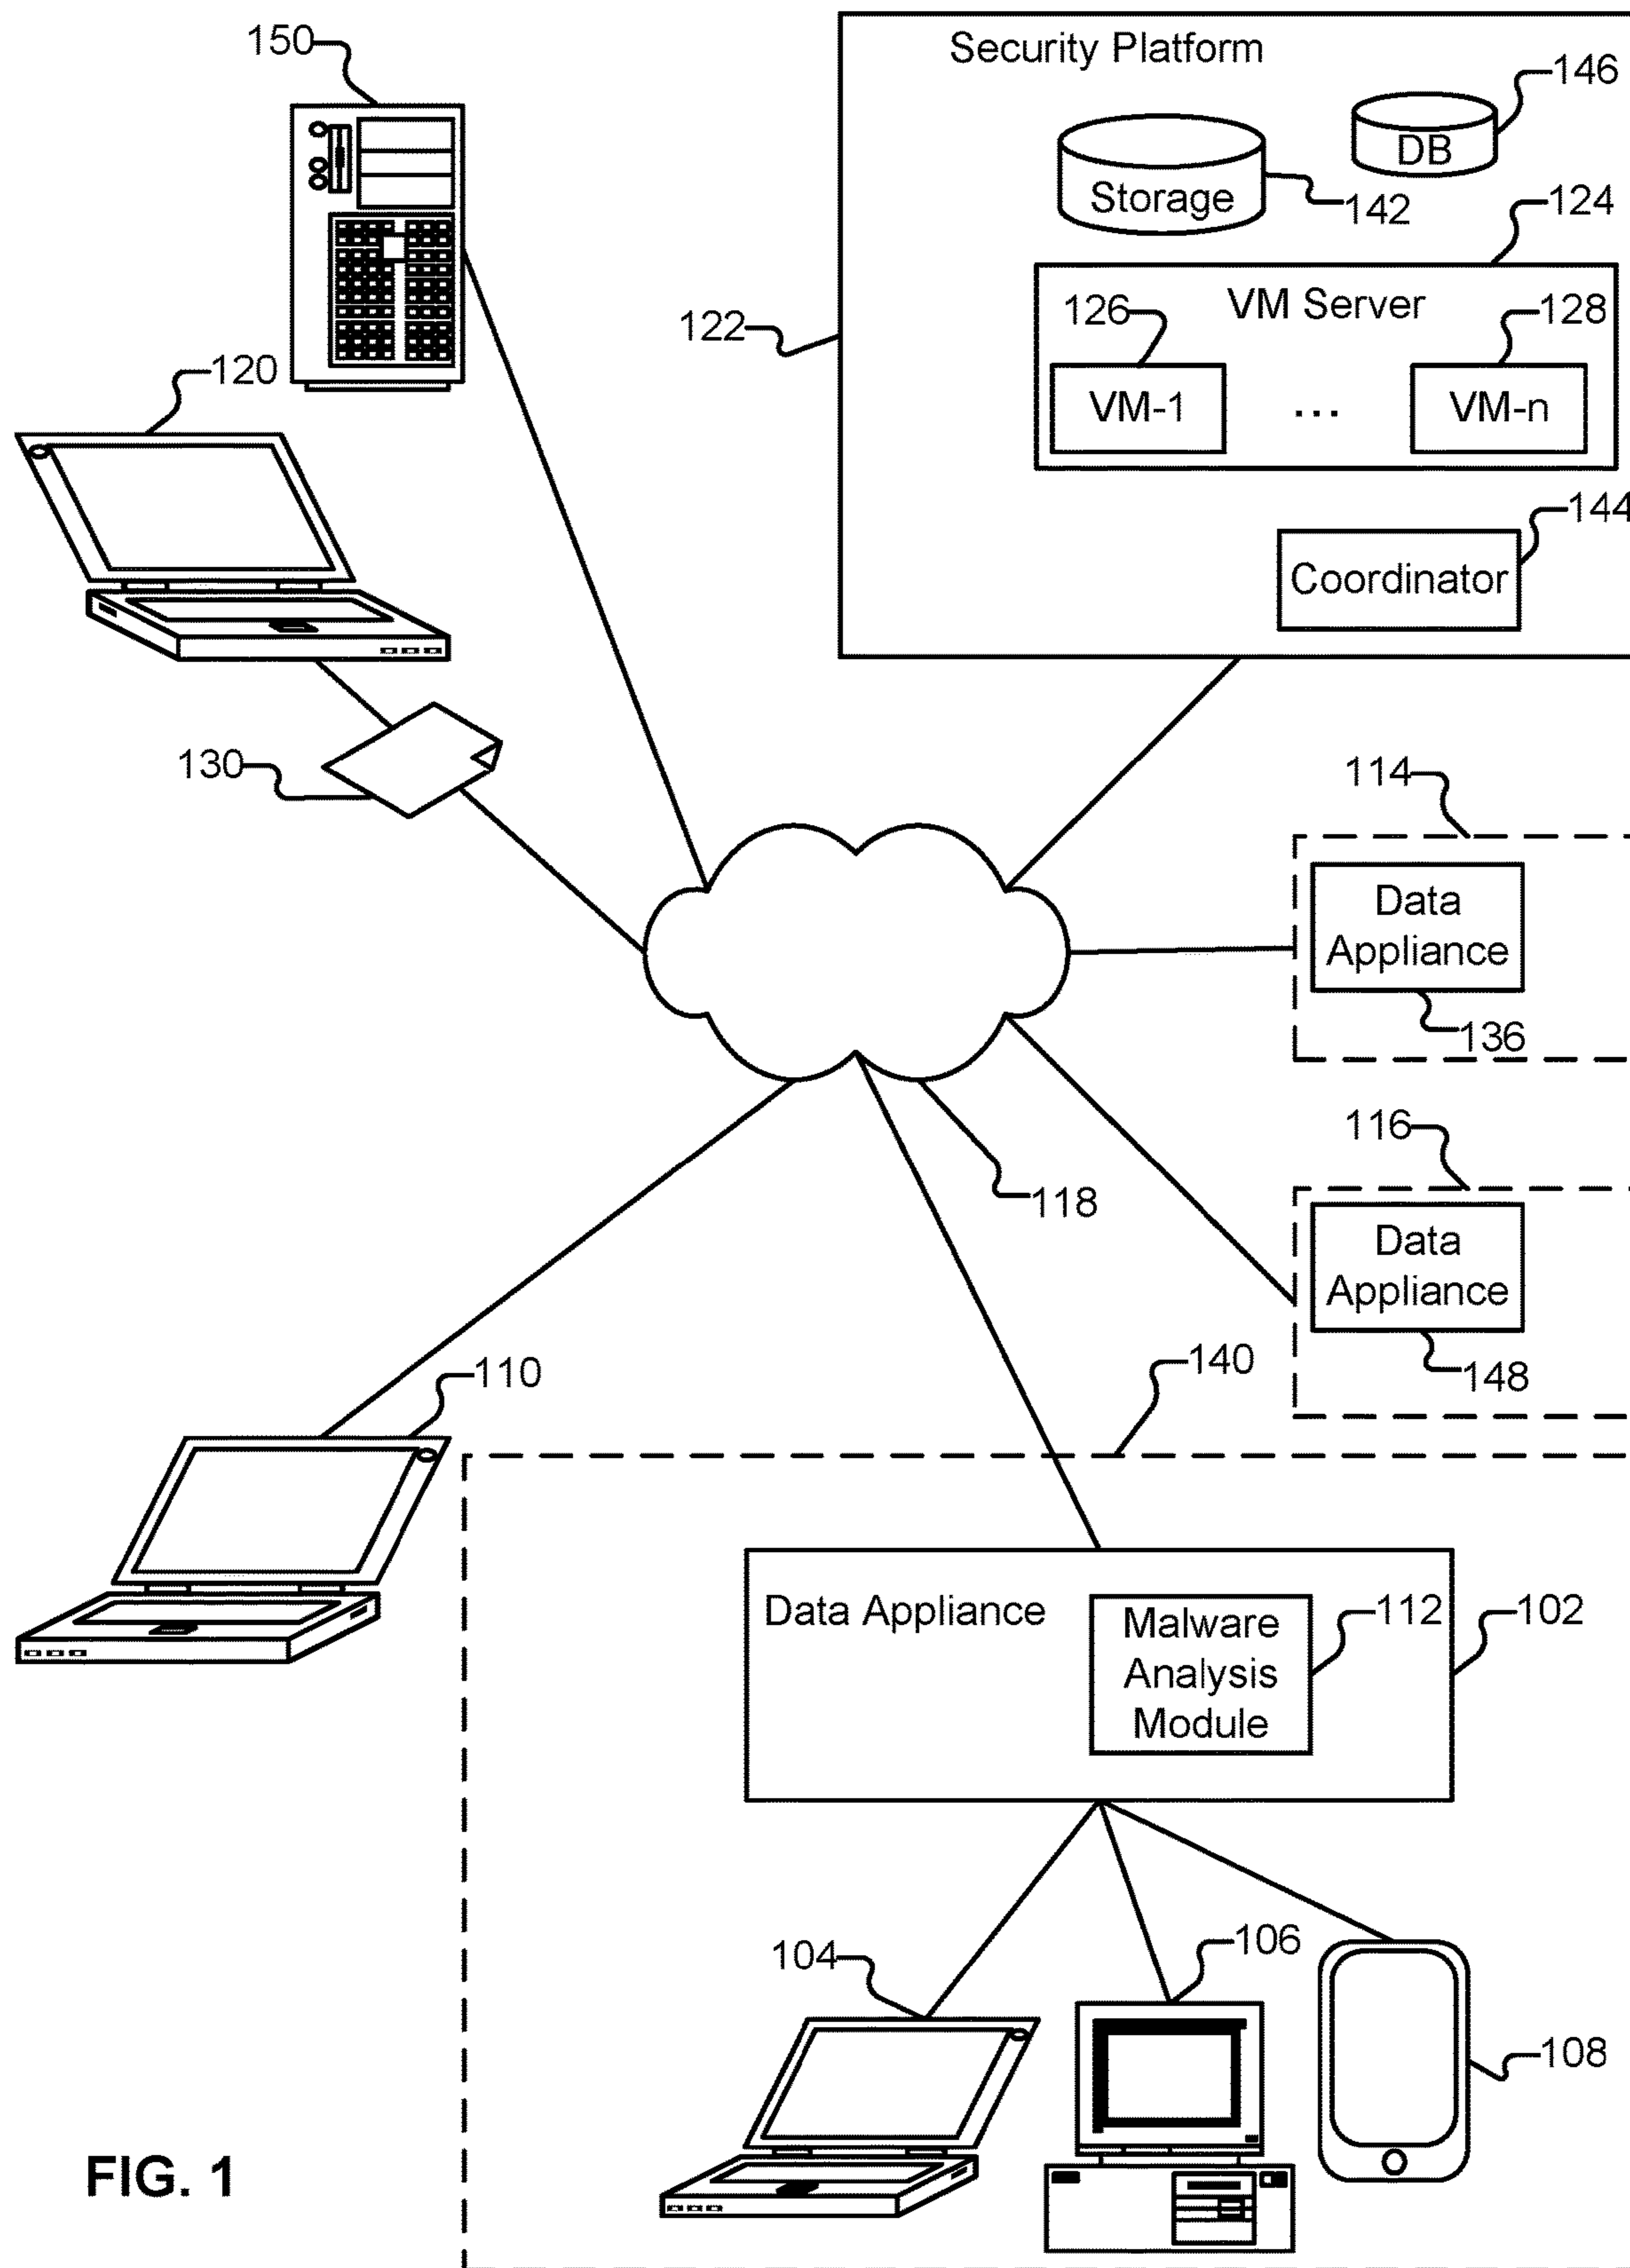 150
Security Platform
146
DB
Storage
142
124
122
VM Server
126
128
VM-1
...
VM-n
120
144
Coordinator
130
114
Data
Appliance
136
116
118
Data
Appliance
148
140
110
Data Appliance
Malware
Analysis
Module
112
102
104
106
108
FIG. 1